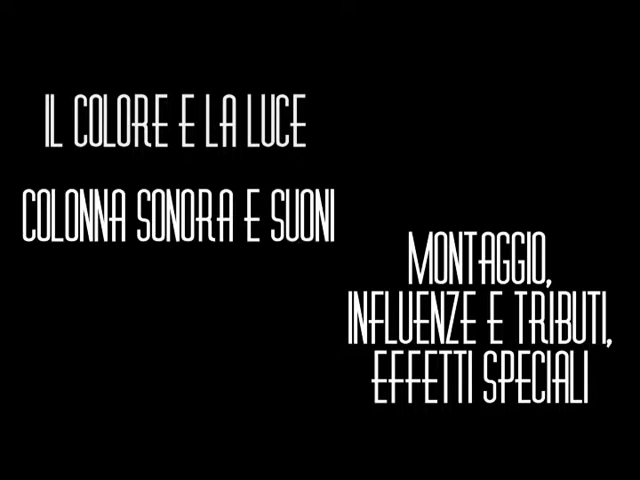 IL COLORE E LA LUCE
COLONNA SONORA E SUONI
MONTAGGIO,
INFLUENZE E TRIBUTI,
EFFETTI SPECIALI